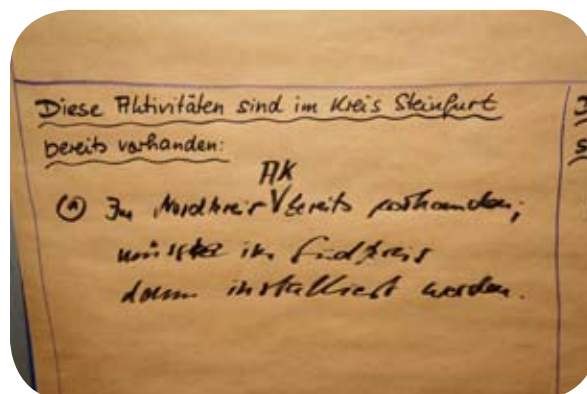 Diese Aktivitäten sind im Kreis Steinfurt
bereits vorhanden:
AK
① Im Nordkreis √ bereits vorhanden,
müsste im Südkreis
dann installiert werden.